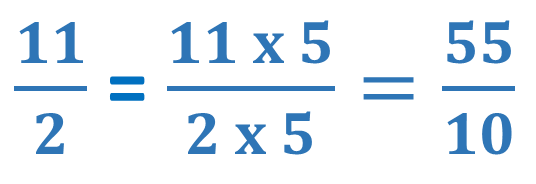 11/2 = 11 x 5/2 x 5 = 55/10